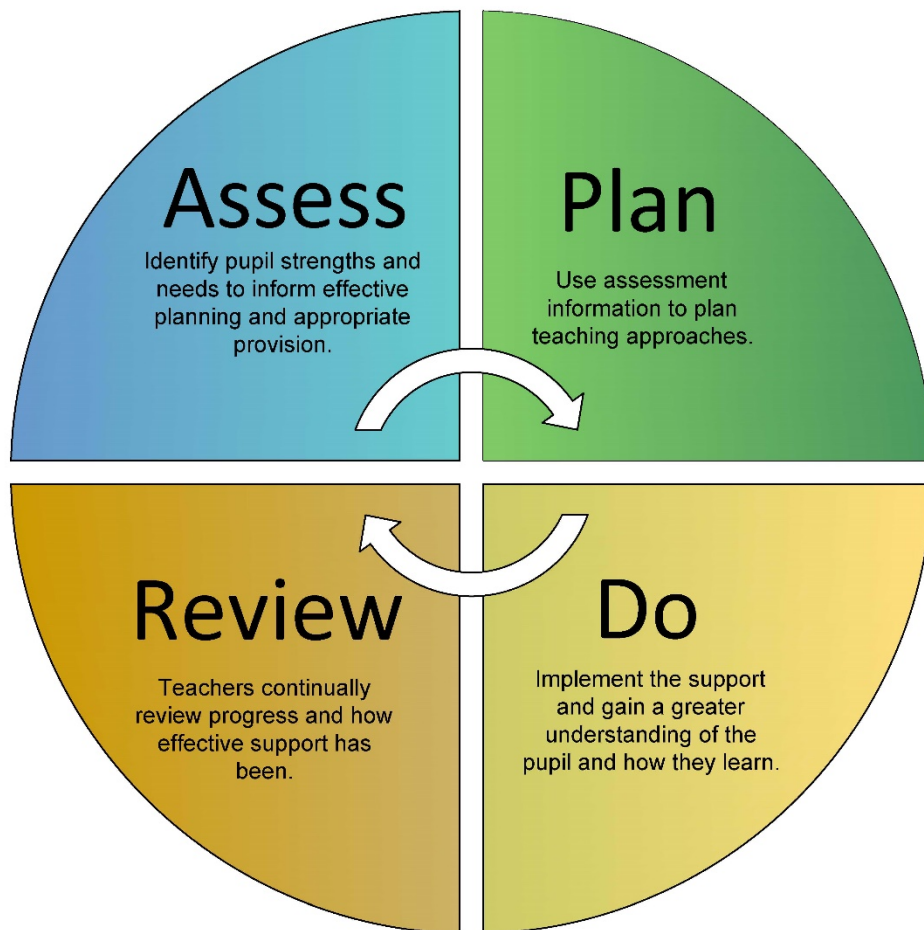 Assess
Identify pupil strengths and
needs to inform effective
planning and appropriate
provision.
Plan
Use assessment
information to plan
teaching approaches.
Review
Teachers continually
review progress and how
effective support has
been.
Do
Implement the support
and gain a greater
understanding of the
pupil and how they learn.